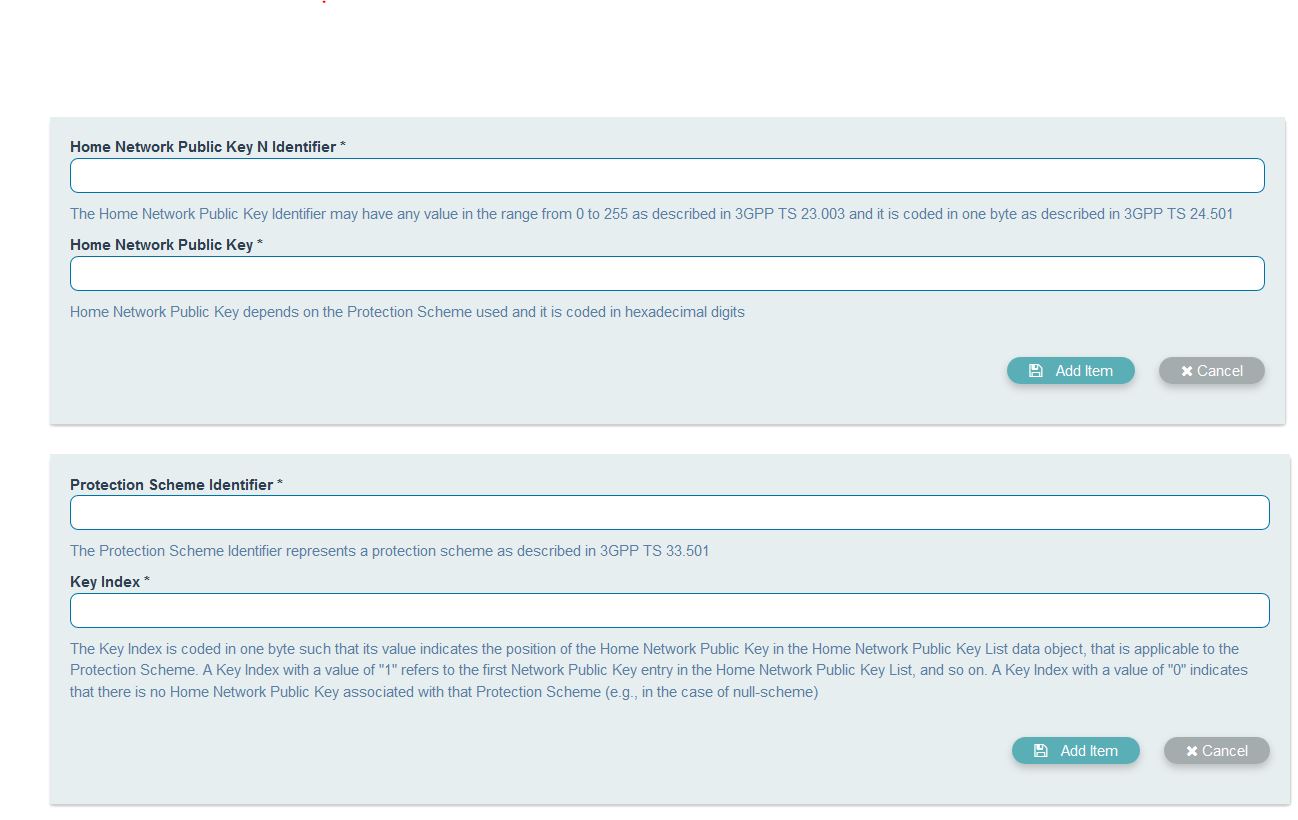 Home Network Public Key N Identifier *
The Home Network Public Key Identifier may have any value in the range from 0 to 255 as described in 3GPP TS 23.003 and it is coded in one byte as described in 3GPP TS 24.501
Home Network Public Key *
Home Network Public Key depends on the Protection Scheme used and it is coded in hexadecimal digits
Add Item
Cancel
Protection Scheme Identifier *
The Protection Scheme Identifier represents a protection scheme as described in 3GPP TS 33.501
Key Index *
The Key Index is coded in one byte such that its value indicates the position of the Home Network Public Key in the Home Network Public Key List data object, that is applicable to the
Protection Scheme. A Key Index with a value of "1" refers to the first Network Public Key entry in the Home Network Public Key List, and so on. A Key Index with a value of "0" indicates
that there is no Home Network Public Key associated with that Protection Scheme (e.g., in the case of null-scheme)
Add Item
Cancel